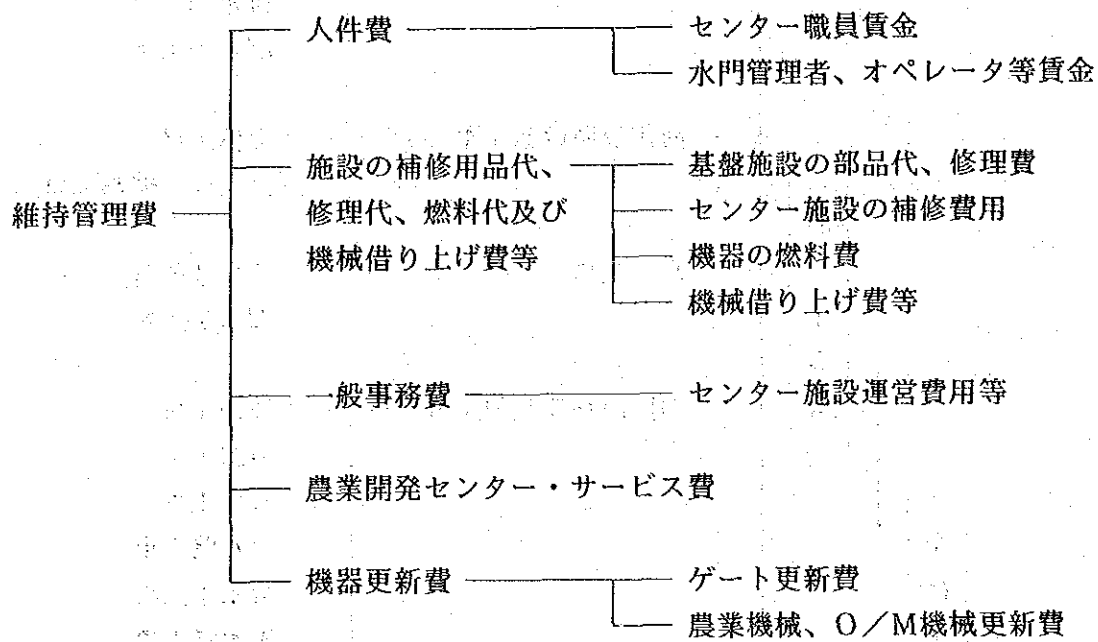 人件費 センター職員賃金
水門管理者、オペレータ等賃金
施設の補修用品代、 基盤施設の部品代、修理費
維持管理費 修理代、燃料代及び センター施設の補修費用
機械借り上げ費等 機器の燃料費
機械借り上げ費等
一般事務費 センター施設運営費用等
農業開発センター・サービス費
機器更新費 ゲート更新費
農業機械、O／M機械更新費